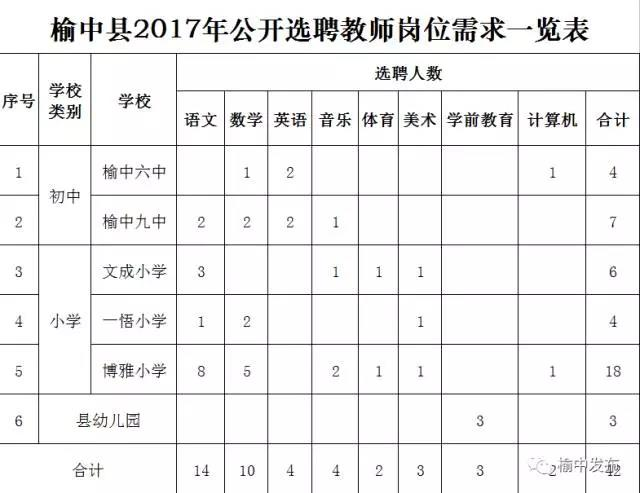 榆中县2017年公开选聘教师岗位需求一览表
序号 学校类别 学校 选聘人数
语文 数学 英语 音乐 体育 美术 学前教育 计算机 合计
1 初中 榆中六中 1 2 1 4
2 榆中九中 2 2 2 1 7
3 小学 文成小学 3 1 1 1 6
4 一悟小学 1 2 1 4
5 博雅小学 8 5 2 1 1 1 18
6 县幼儿园 3 3
合计 14 10 4 4 2 3 3 2 42
榆中发布